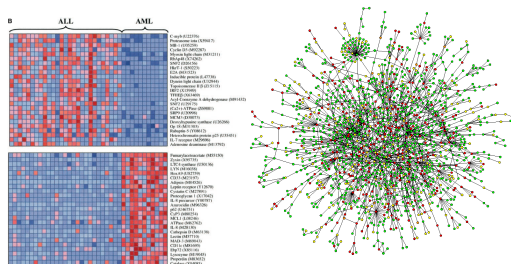 B
ALL
AML
C-myb (U22376)
Proteasome iota (X59417)
MB-1 (U05259)
Cyclin D3 (M92287)
Myosin light chain (M31211)
RbAp48 (X74262)
SNF2 (D26156)
HkrT-1 (S50223)
E2A (M31523)
Inducible protein (L47738)
Dynein light chain (U32944)
Topoisomerase II β (Z15115)
IRF2 (X15949)
TFIIEβ (X63469)
Acyl-Coenzyme A dehydrogenase (M91432)
SNF2 (U29175)
(Ca2+)-ATPase (Z69881)
SRP9 (U20998)
MCM3 (D38073)
Deoxyhypusine synthase (U26266)
Op 18 (M31303)
Rabaptin-5 (Y08612)
Heterochromatin protein p25 (U35451)
IL-7 receptor (M29696)
Adenosine deaminase (M13792)
Fumarylacetoacetate (M55150)
Zyxin (X95735)
LTC4 synthase (U50136)
LYN (M16038)
HoxA9 (U82759)
CD33 (M23197)
Adipsin (M84526)
Leptin receptor (Y12670)
Cystatin C (M27891)
Proteoglycan 1 (X17042)
IL-8 precursor (Y00787)
Azurocidin (M96326)
p62 (U46751)
CyP3 (M80254)
MCL1 (L08246)
ATPase (M62762)
IL-8 (M28130)
Cathepsin D (M63138)
Lectin (M57710)
MAD-3 (M69043)
CD11c (M81695)
Ebp72 (X85116)
Lysozyme (M19045)
Properdin (M83652)